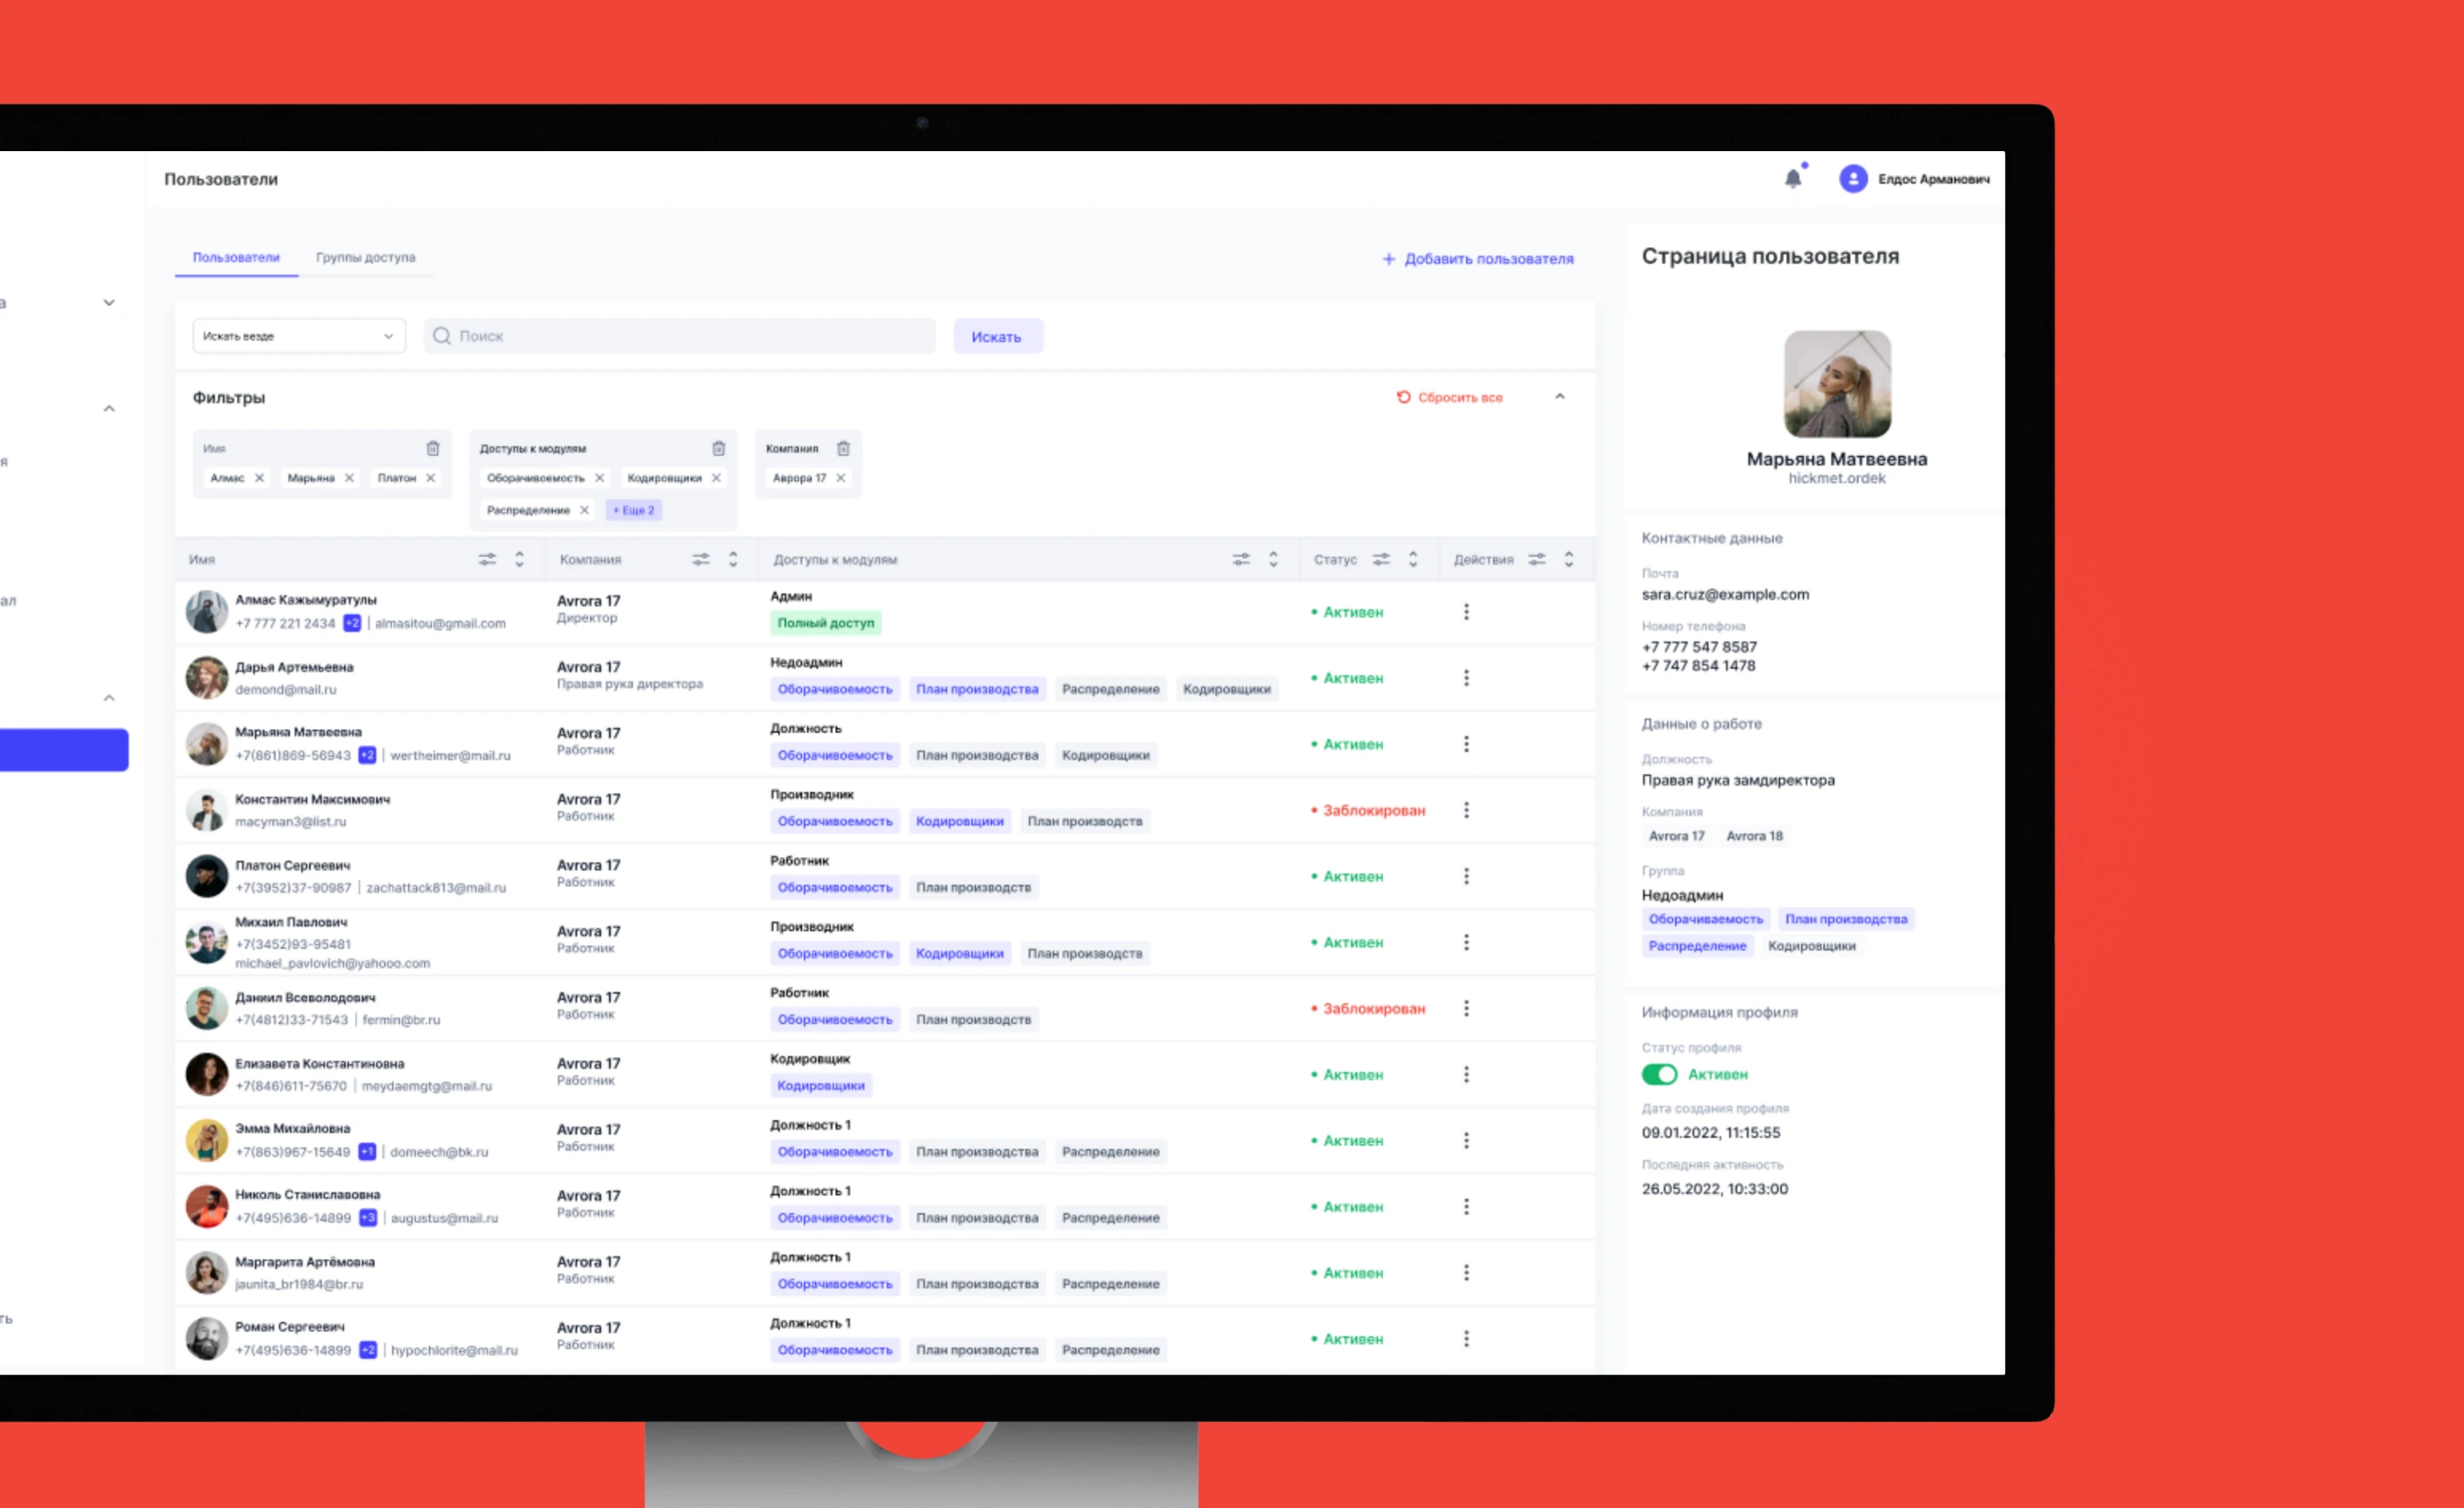 Пользователи
Елдос Арманович
а
я
ал
ть
Пользователи
Группы доступа
+ Добавить пользователя
Искать везде
Поиск
Искать
Фильтры
Сбросить все
Имя
Алмас
Марьяна
Платон
Доступы к модулям
Оборачивоемость
Кодировщики
Распределение
+ Еще 2
Компания
Аврора 17
Имя
Компания
Доступы к модулям
Статус
Действия
Алмас Кажымуратулы
+7 777 221 2434 +2 | almasitou@gmail.com
Avrora 17
Директор
Админ
Полный доступ
Активен
Дарья Артемьевна
demond@mail.ru
Avrora 17
Правая рука директора
Недоадмин
Оборачивоемость План производства Распределение Кодировщики
Активен
Марьяна Матвеевна
+7(861)869-56943 +2 | wertheimer@mail.ru
Avrora 17
Работник
Должность
Оборачивоемость План производства Кодировщики
Активен
Константин Максимович
macyman3@list.ru
Avrora 17
Работник
Производник
Оборачивоемость Кодировщики План производств
Заблокирован
Платон Сергеевич
+7(3952)37-90987 | zachattack813@mail.ru
Avrora 17
Работник
Работник
Оборачивоемость План производств
Активен
Михаил Павлович
+7(3452)93-95481
michael_pavlovich@yahooo.com
Avrora 17
Работник
Производник
Оборачивоемость Кодировщики План производств
Активен
Даниил Всеволодович
+7(4812)33-71543 | fermin@br.ru
Avrora 17
Работник
Работник
Оборачивоемость План производств
Заблокирован
Елизавета Константиновна
+7(846)611-75670 | meydaemgtg@mail.ru
Avrora 17
Работник
Кодировщик
Кодировщики
Активен
Эмма Михайловна
+7(863)967-15649 +1 | domeech@bk.ru
Avrora 17
Работник
Должность 1
Оборачивоемость План производства Распределение
Активен
Николь Станиславовна
+7(495)636-14899 +3 | augustus@mail.ru
Avrora 17
Работник
Должность 1
Оборачивоемость План производства Распределение
Активен
Маргарита Артёмовна
jaunita_br1984@br.ru
Avrora 17
Работник
Должность 1
Оборачивоемость План производства Распределение
Активен
Роман Сергеевич
+7(495)636-14899 +2 | hypochlorite@mail.ru
Avrora 17
Работник
Должность 1
Оборачивоемость План производства Распределение
Активен
Страница пользователя
Марьяна Матвеевна
hickmet.ordek
Контактные данные
Почта
sara.cruz@example.com
Номер телефона
+7 777 547 8587
+7 747 854 1478
Данные о работе
Должность
Правая рука замдиректора
Компания
Avrora 17 Avrora 18
Группа
Недоадмин
Оборачиваемость План производства
Распределение Кодировщики
Информация профиля
Статус профиля
Активен
Дата создания профиля
09.01.2022, 11:15:55
Последняя активность
26.05.2022, 10:33:00